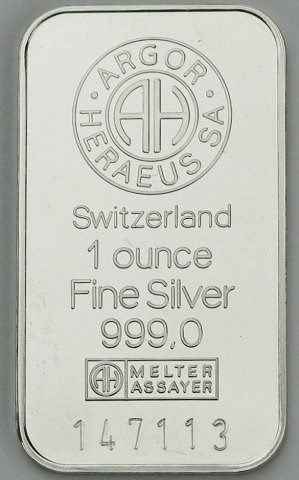 · ARGOR · HERAEUS SA
AH
Switzerland
1 ounce
Fine Silver
999,0
AH MELTER
ASSAYER
147113